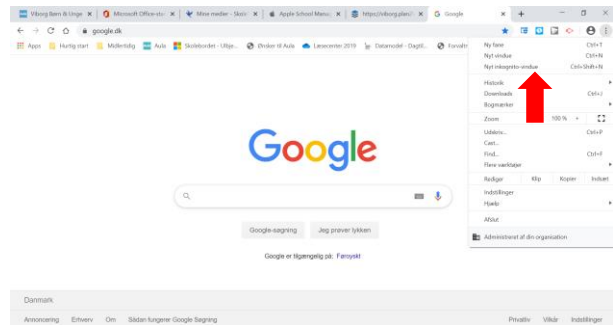 Viborg Børn & Unge
Microsoft Office-sta
Mine medier - Skole
Apple School Manag
https://viborg.plan2
Google
google.dk
Apps
Hurtig start
Midlertidig
Aula
Skolebordet - Udkje..
Ønsker til Aula
Læsecenter 2019
Datamodel - Dagtil..
Forvaltn
Ny fane Ctrl+T
Nyt vindue Ctrl+N
Nyt inkognito-vindue Ctrl+Shift+N
Historik
Downloads Ctrl+J
Bogmærker
Zoom 100 % +
Udskriv... Ctrl+P
Cast...
Find... Ctrl+F
Flere værktøjer
Rediger Klip Kopier Indsæt
Indstillinger
Hjælp
Afslut
Administreret af din organisation
Google
Google-søgning Jeg prøver lykken
Google er tilgængelig på: Føroyskt
Danmark
Annoncering Erhverv Om Sådan fungerer Google Søgning Privatliv Vilkår Indstillinger